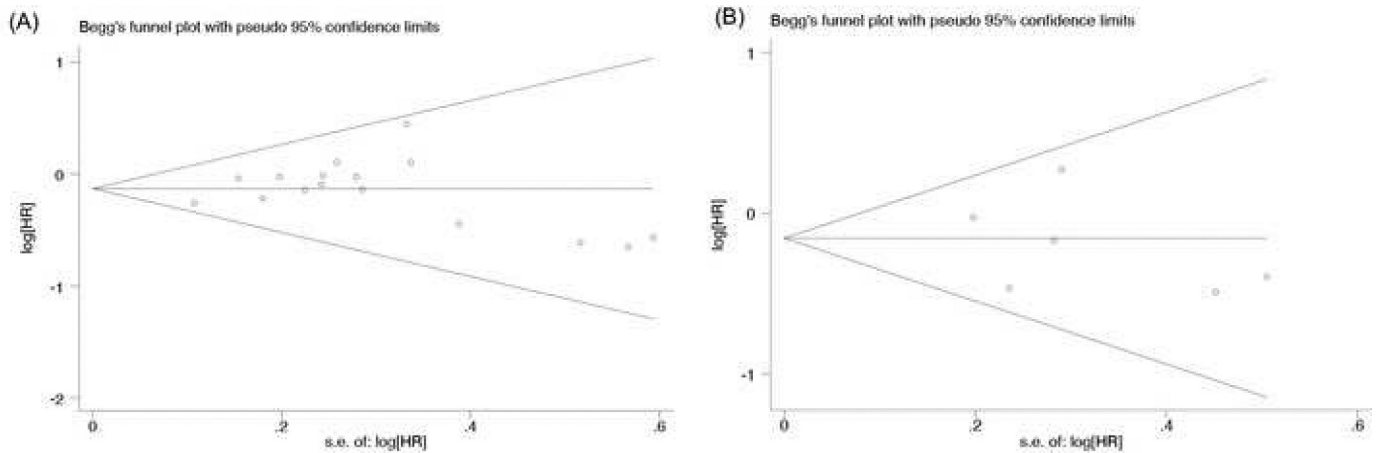 (A)
Begg's funnel plot with pseudo 95% confidence limits
1
0
-1
-2
log[HR]
0
.2
.4
.6
s.e. of: log[HR]
(B)
Begg's funnel plot with pseudo 95% confidence limits
1
0
-1
log[HR]
0
.2
.4
.6
s.e. of: log[HR]